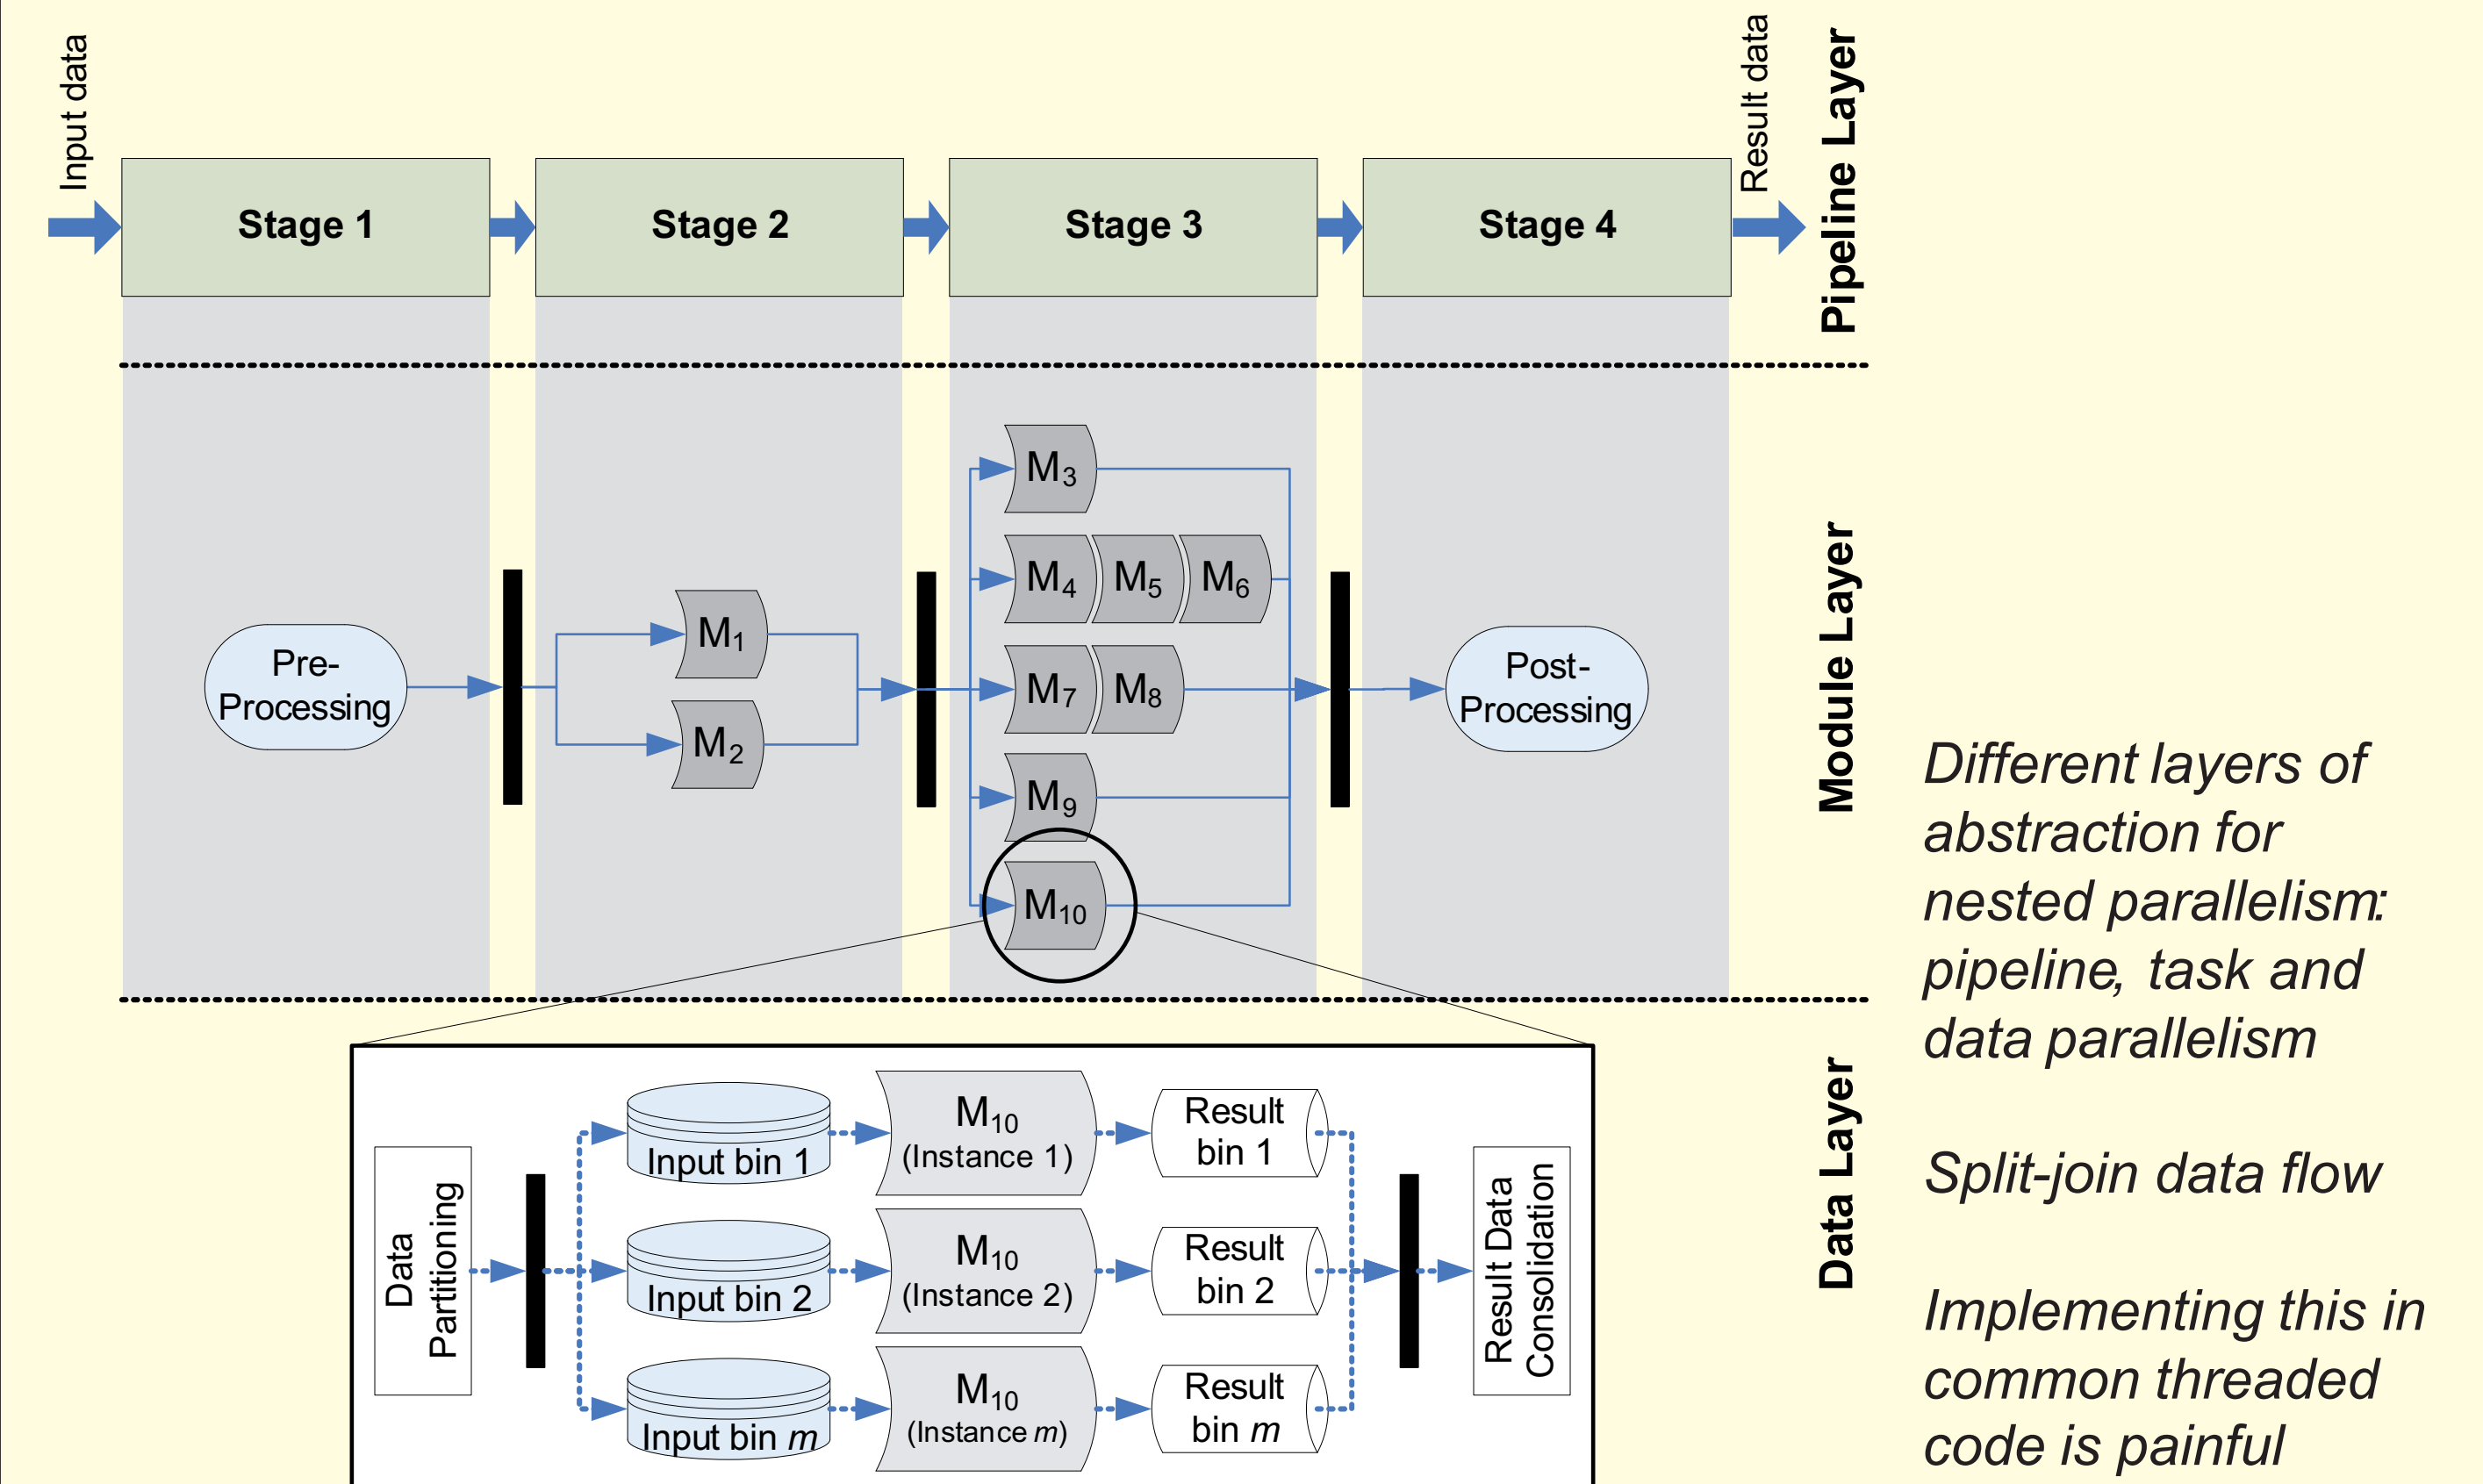 Input data
Stage 1
Stage 2
Stage 3
Stage 4
Result data
Pipeline Layer
Pre-
Processing
M1
M2
M3
M4
M5
M6
M7
M8
M9
M10
Post-
Processing
Module Layer
Data
Partitioning
Input bin 1
M10
(Instance 1)
Result
bin 1
Input bin 2
M10
(Instance 2)
Result
bin 2
Input bin m
M10
(Instance m)
Result
bin m
Result Data
Consolidation
Data Layer
Different layers of
abstraction for
nested parallelism:
pipeline, task and
data parallelism
Split-join data flow
Implementing this in
common threaded
code is painful